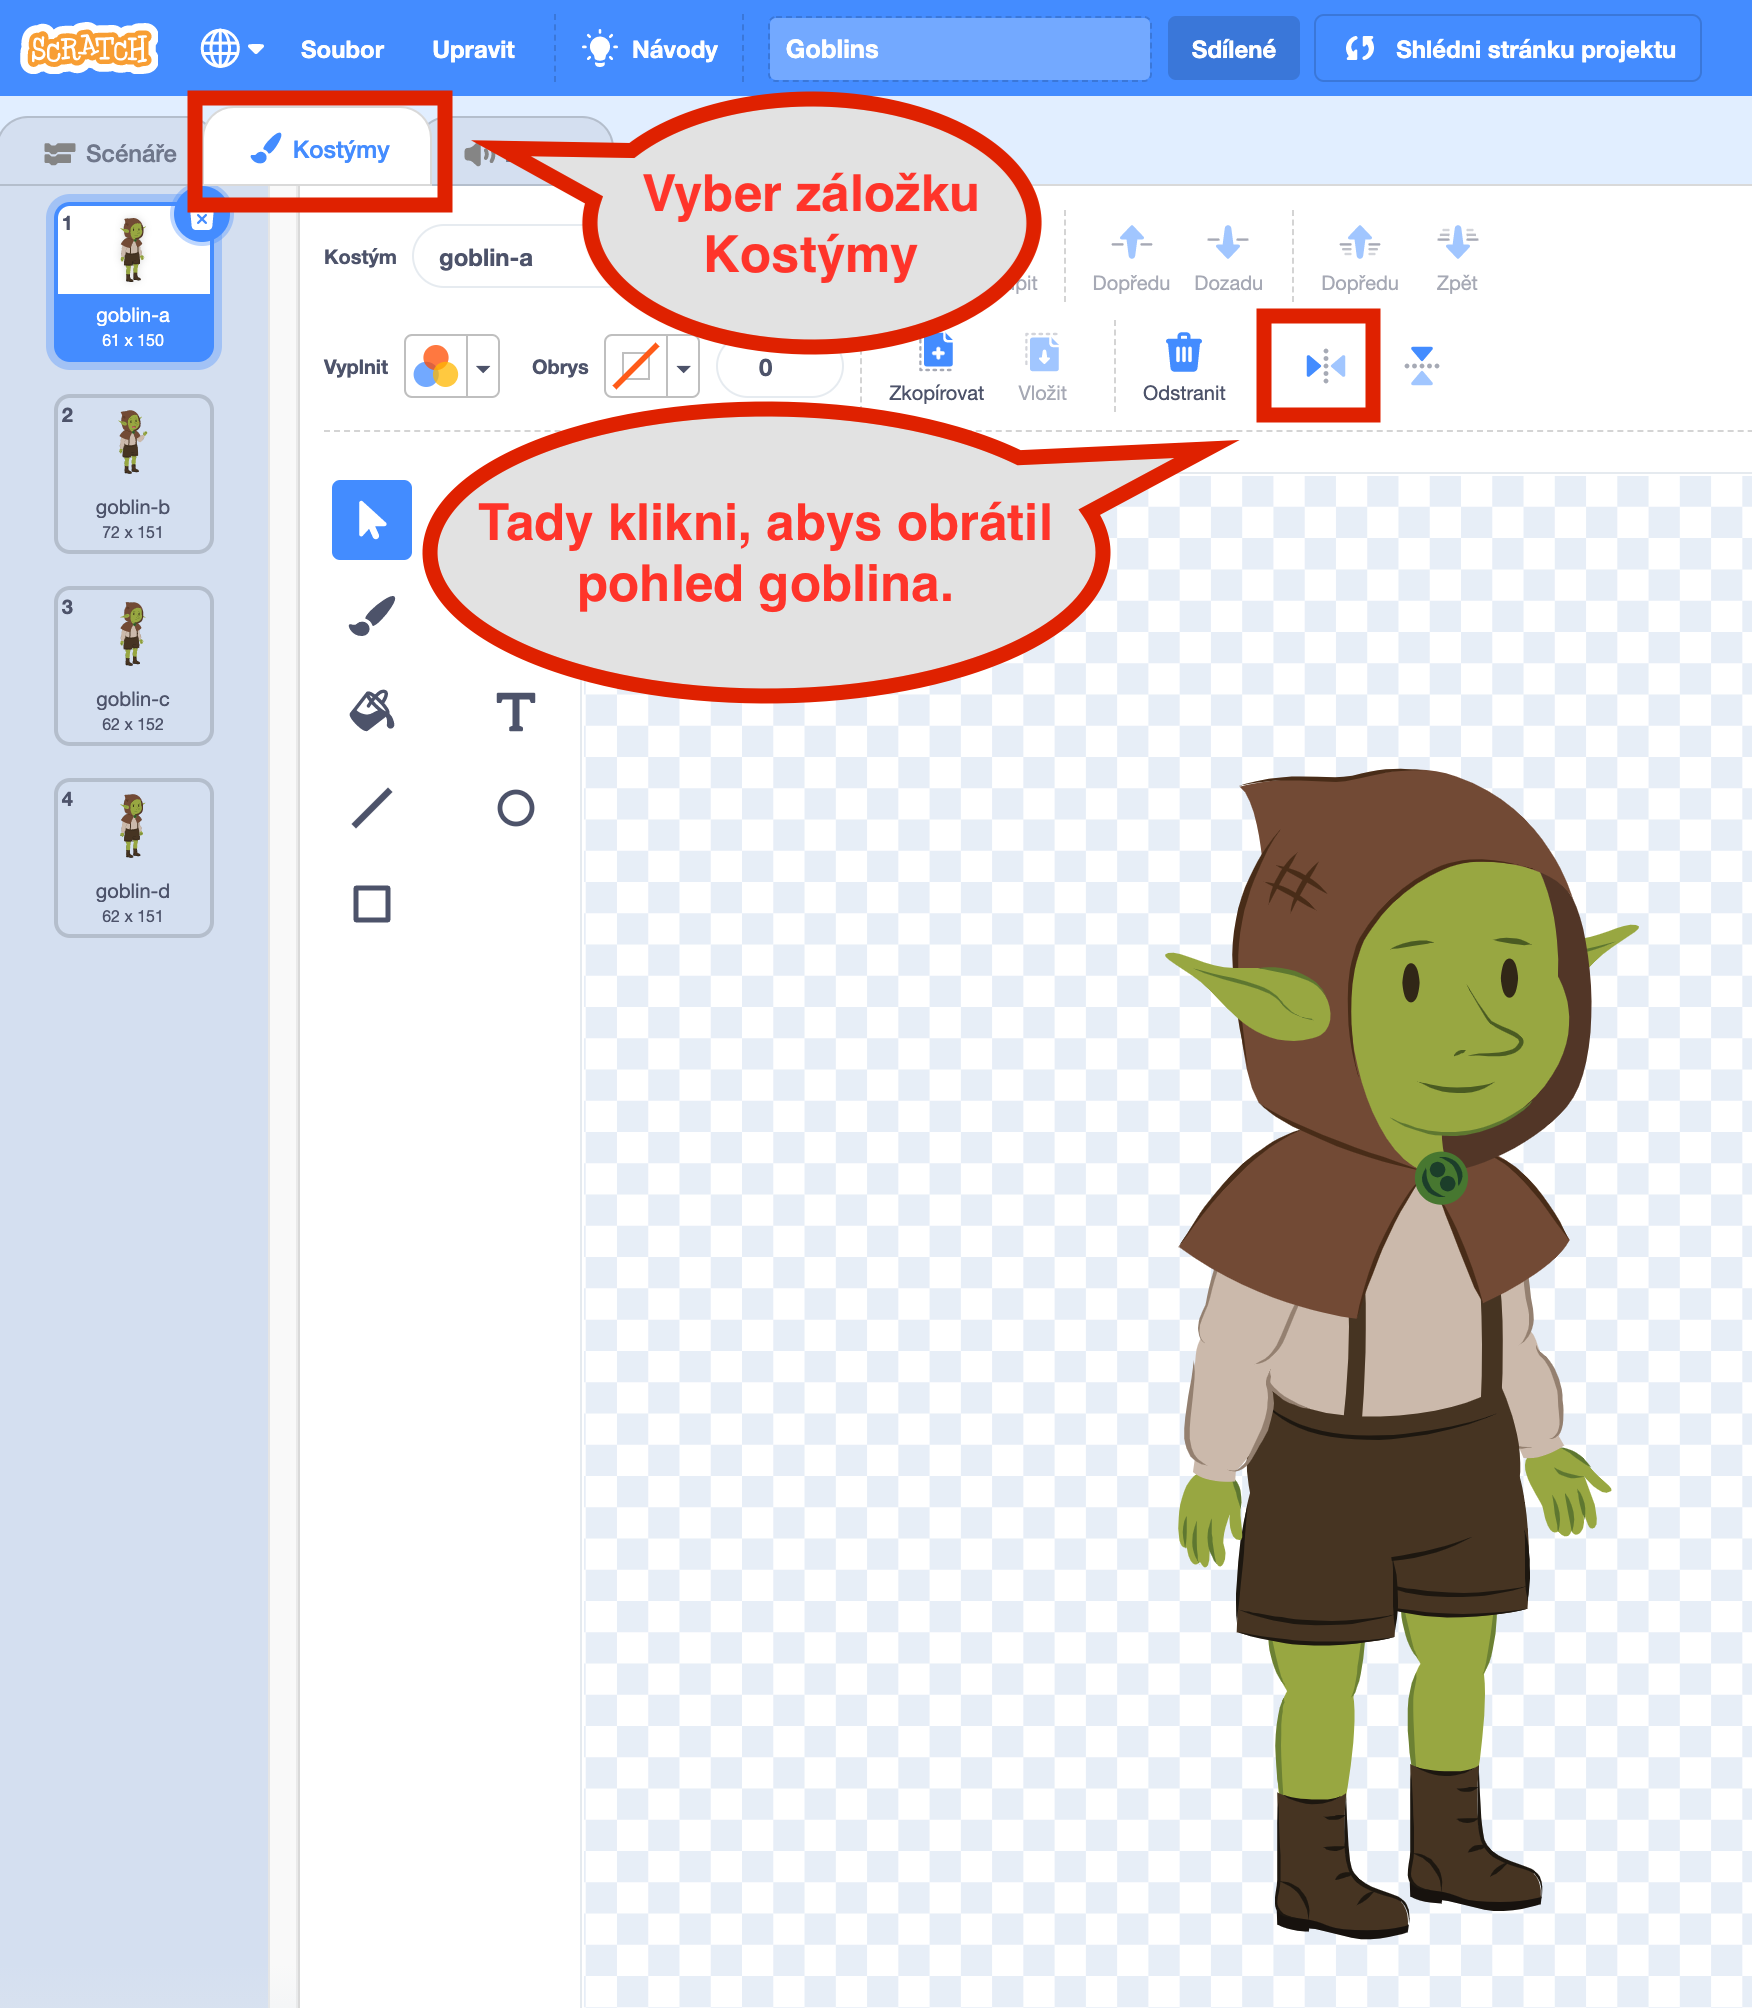 SCRATCH
Soubor
Upravit
Návody
Goblins
Sdílené
Shlédni stránku projektu
Scénáře
Kostýmy
Vyber záložku
Kostýmy
1
goblin-a
61 x 150
2
goblin-b
72 x 151
3
goblin-c
62 x 152
4
goblin-d
62 x 151
Kostým
goblin-a
Dopředu
Dozadu
Dopředu
Zpět
Vyplnit
Obrys
0
Zkopírovat
Vložit
Odstranit
Tady klikni, abys obrátil
pohled goblina.
T